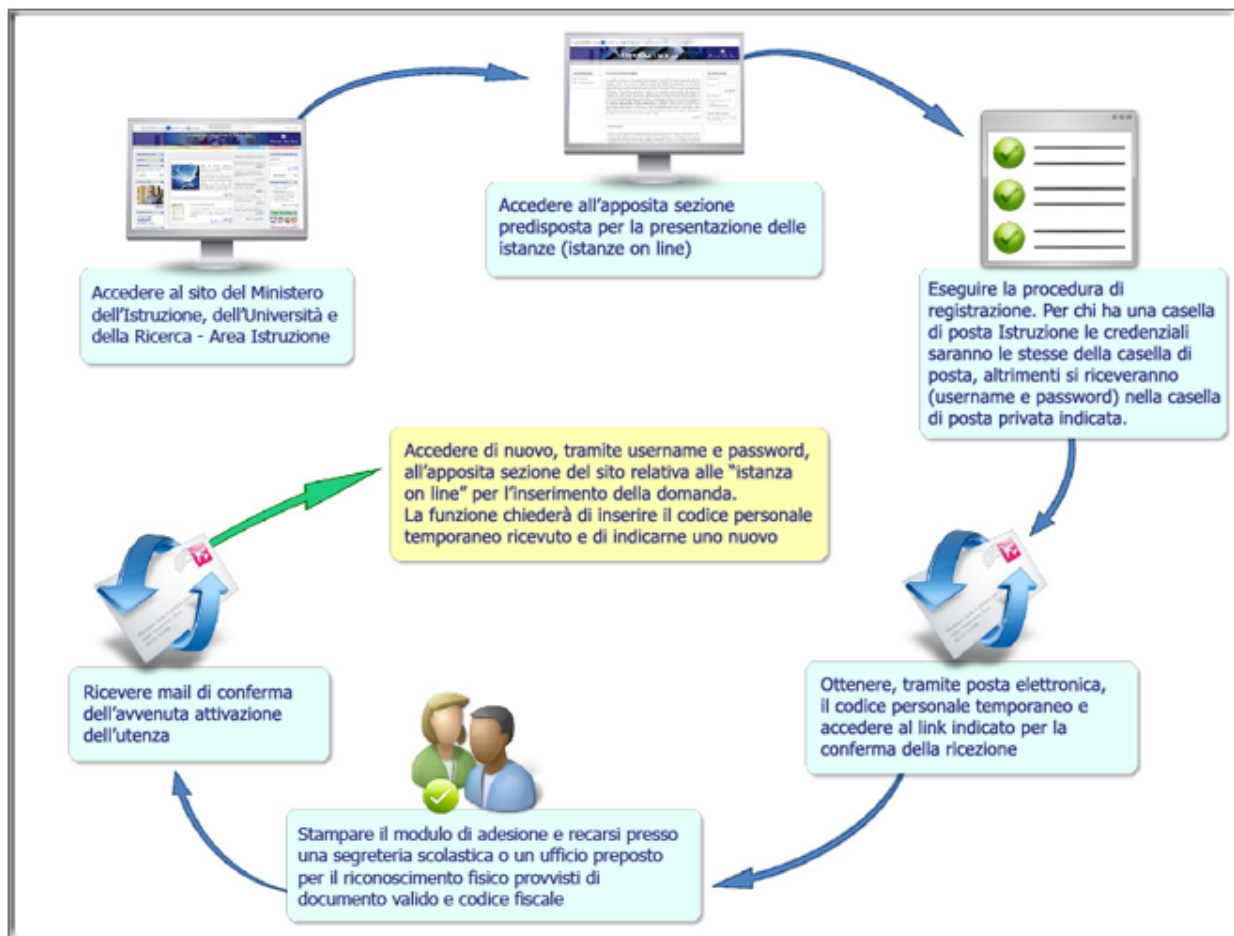 Accedere al sito del Ministero
dell'Istruzione, dell'Università e
della Ricerca - Area Istruzione
Accedere all'apposita sezione
predisposta per la presentazione delle
istanze (istanze on line)
Eseguire la procedura di
registrazione. Per chi ha una casella
di posta Istruzione le credenziali
saranno le stesse della casella di
posta, altrimenti si riceveranno
(username e password) nella casella
di posta privata indicata.
Ottenere, tramite posta elettronica,
il codice personale temporaneo e
accedere al link indicato per la
conferma della ricezione
Stampare il modulo di adesione e recarsi presso
una segreteria scolastica o un ufficio preposto
per il riconoscimento fisico provvisti di
documento valido e codice fiscale
Ricevere mail di conferma
dell'avvenuta attivazione
dell'utenza
Accedere di nuovo, tramite username e password,
all'apposita sezione del sito relativa alle "istanza
on line" per l'inserimento della domanda.
La funzione chiederà di inserire il codice personale
temporaneo ricevuto e di indicarne uno nuovo